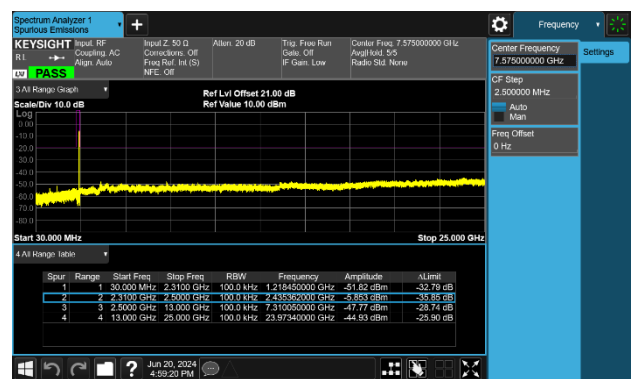 Spectrum Analyzer 1
Spurious Emissions
Frequency
KEYSIGHT Input: RF
Coupling: AC
Align: Auto
Input Z: 50 Ω
Corrections: Off
Freq Ref: Int (S)
NFE: Off
Atten: 20 dB
Trig: Free Run
Gate: Off
IF Gain: Low
Center Freq: 7.575000000 GHz
Avg|Hold: 5/5
Radio Std: None
RL
LW PASS
Center Frequency
7.575000000 GHz
Settings
CF Step
2.500000 MHz
Auto
Man
Freq Offset
0 Hz
3 All Range Graph
Scale/Div 10.0 dB
Ref Lvl Offset 21.00 dB
Ref Value 10.00 dBm
Log
0.00
-10.0
-20.0
-30.0
-40.0
-50.0
-60.0
-70.0
-80.0
Start 30.000 MHz
Stop 25.000 GHz
4 All Range Table
Spur Range Start Freq Stop Freq RBW Frequency Amplitude ΔLimit
1 1 30.000 MHz 2.3100 GHz 100.0 kHz 1.218450000 GHz -51.82 dBm -32.79 dB
2 2 2.3100 GHz 2.5000 GHz 100.0 kHz 2.435362000 GHz -5.853 dBm -35.85 dB
3 3 2.5000 GHz 13.000 GHz 100.0 kHz 7.310050000 GHz -47.77 dBm -28.74 dB
4 4 13.000 GHz 25.000 GHz 100.0 kHz 23.97340000 GHz -44.93 dBm -25.90 dB
Jun 20, 2024
4:59:20 PM